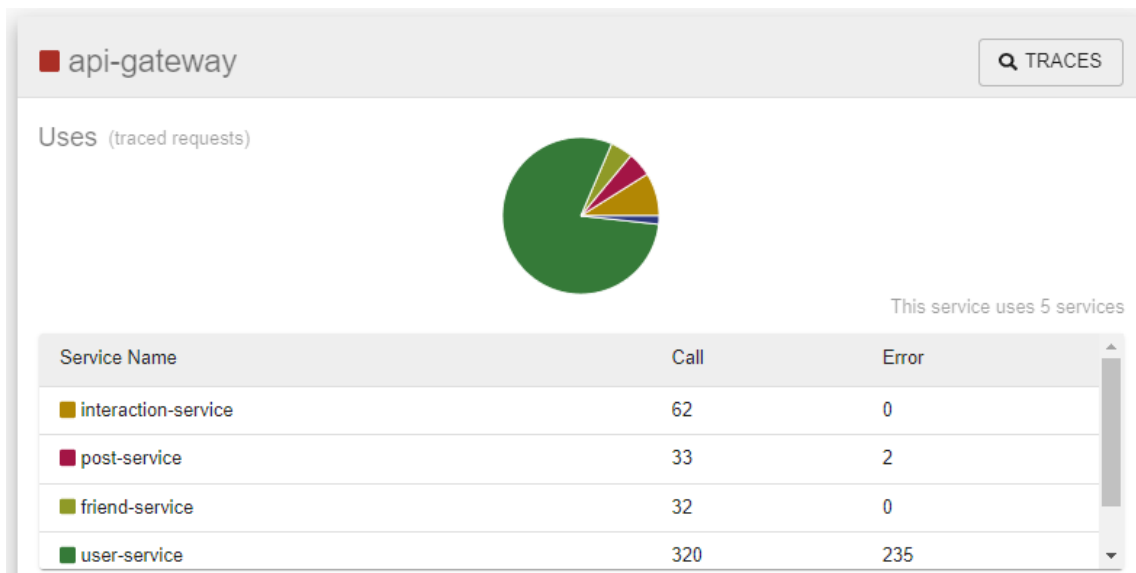 api-gateway TRACES
Uses (traced requests)
This service uses 5 services
Service Name Call Error
interaction-service 62 0
post-service 33 2
friend-service 32 0
user-service 320 235